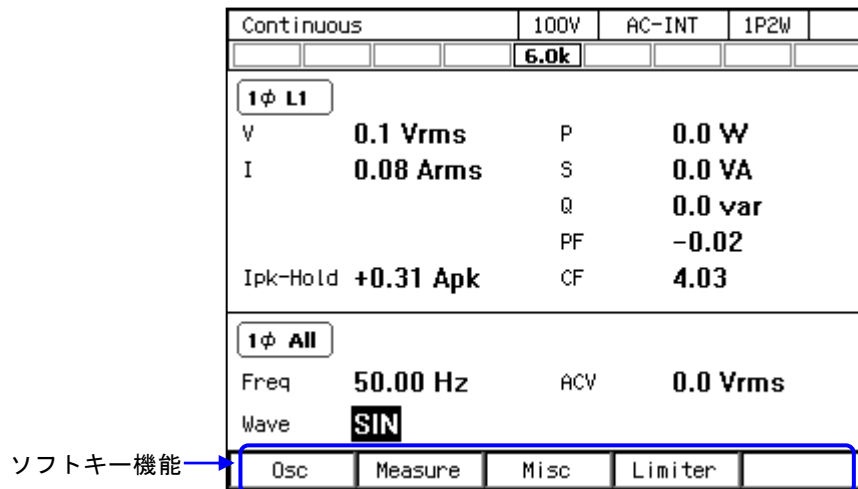 Continuous 100V AC-INT 1P2W
6.0k
1Φ L1
V 0.1 Vrms P 0.0 W
I 0.08 Arms S 0.0 VA
Q 0.0 var
PF -0.02
Ipk-Hold +0.31 Apk CF 4.03
1Φ All
Freq 50.00 Hz ACV 0.0 Vrms
Wave SIN
ソフトキー機能 Osc Measure Misc Limiter